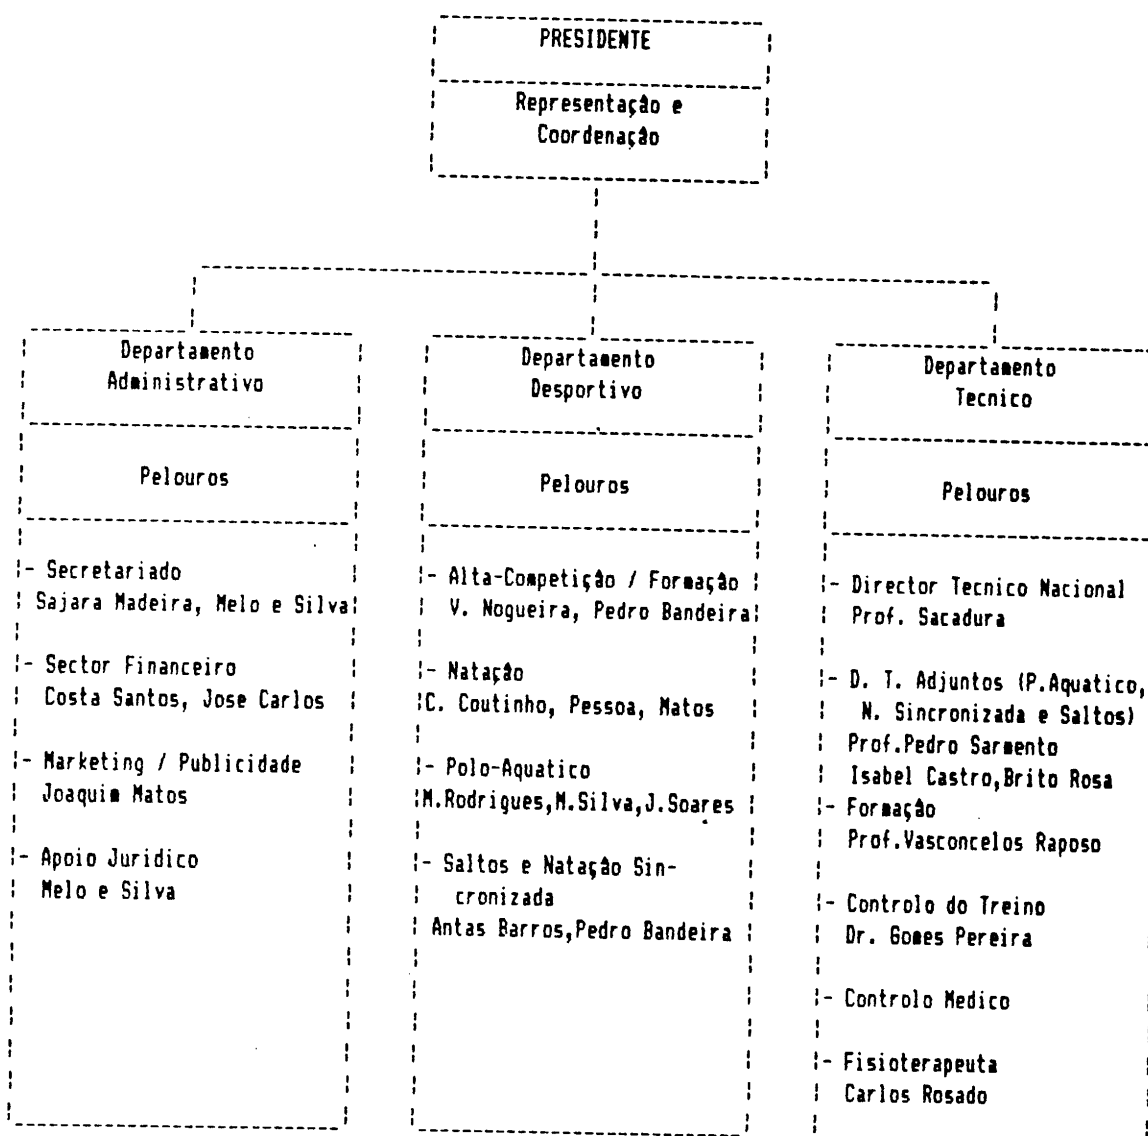 PRESIDENTE
Representação e
Coordenação
Departamento
Administrativo
Pelouros
- Secretariado
Sajara Madeira, Melo e Silva
- Sector Financeiro
Costa Santos, Jose Carlos
- Marketing / Publicidade
Joaquim Matos
- Apoio Juridico
Melo e Silva
Departamento
Desportivo
Pelouros
- Alta-Competição / Formação
V. Nogueira, Pedro Bandeira
- Natação
C. Coutinho, Pessoa, Matos
- Polo-Aquatico
M.Rodrigues,M.Silva,J.Soares
- Saltos e Natação Sin-
cronizada
Antas Barros,Pedro Bandeira
Departamento
Tecnico
Pelouros
- Director Tecnico Nacional
Prof. Sacadura
- D. T. Adjuntos (P.Aquatico,
N. Sincronizada e Saltos)
Prof.Pedro Sarmento
Isabel Castro,Brito Rosa
- Formação
Prof.Vasconcelos Raposo
- Controlo do Treino
Dr. Gomes Pereira
- Controlo Medico
- Fisioterapeuta
Carlos Rosado